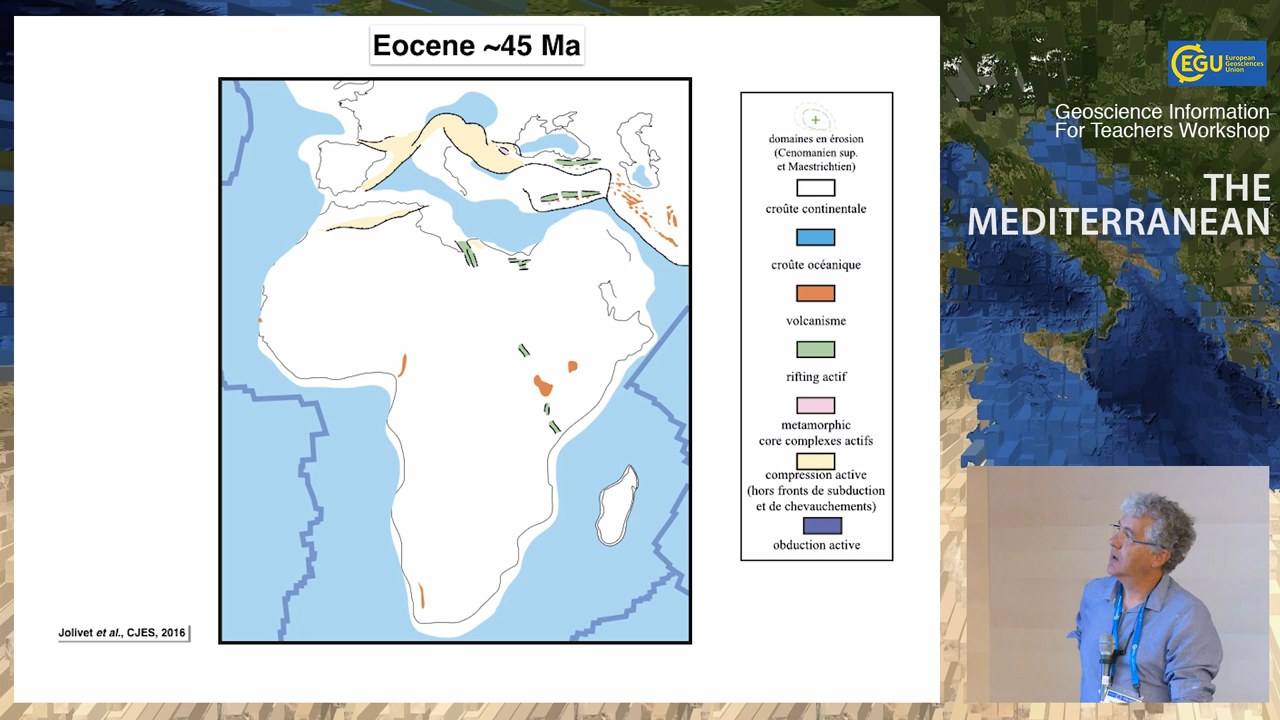 Eocene ~45 Ma
domaines en érosion
(Cenomanien sup.
et Maestrichtien)
croûte continentale
croûte océanique
volcanisme
rifting actif
metamorphic
core complexes actifs
compression active
(hors fronts de subduction
et de chevauchements)
obduction active
Jolivet et al., CJES, 2016
EGU European
Geosciences
Union
Geoscience Information
For Teachers Workshop
THE
MEDITERRANEAN